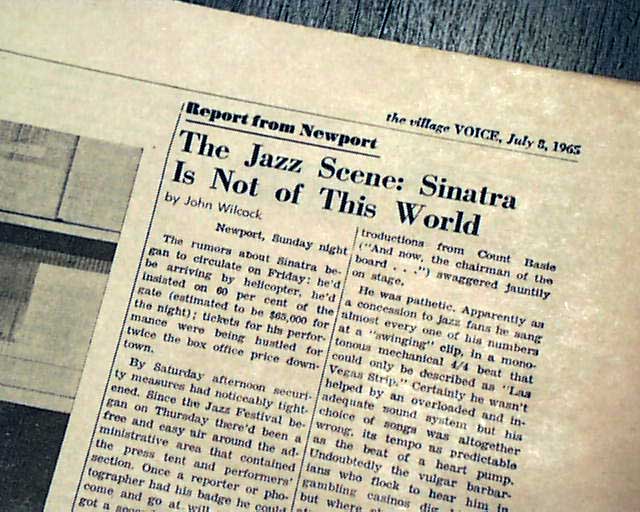 the village VOICE, July 8, 1965
Report from Newport
The Jazz Scene: Sinatra
Is Not of This World
by John Wilcock
Newport, Sunday night
The rumors about Sinatra be-
gan to circulate on Friday: he'd
be arriving by helicopter, he'd
insisted on 60 per cent of the
gate (estimated to be $65,000 for
the night); tickets for his perfor-
mance were being hustled for
twice the box office price down-
town.
By Saturday afternoon securi-
ty measures had noticeably tight-
ened. Since the Jazz Festival be-
gan on Thursday there'd been a
free and easy air around the ad-
ministrative area that contained
the press tent and performers'
section. Once a reporter or pho-
tographer had his badge he could
come and go at will
got a
troductions from Count Basie
("And now, the chairman of the
board . . .") swaggered jauntily
on stage.
He was pathetic. Apparently as
a concession to jazz fans he sang
almost every one of his numbers
at a "swinging" clip, in a mono-
tonous mechanical 4/4 beat that
could only be described as "Las
Vegas Strip." Certainly he wasn't
helped by an overloaded and in-
adequate sound system but his
choice of songs was altogether
wrong, its tempo as predictable
as the beat of a heart pump.
Undoubtedly the vulgar barbar-
ians who flock to hear him in
gambling casinos dig
but where